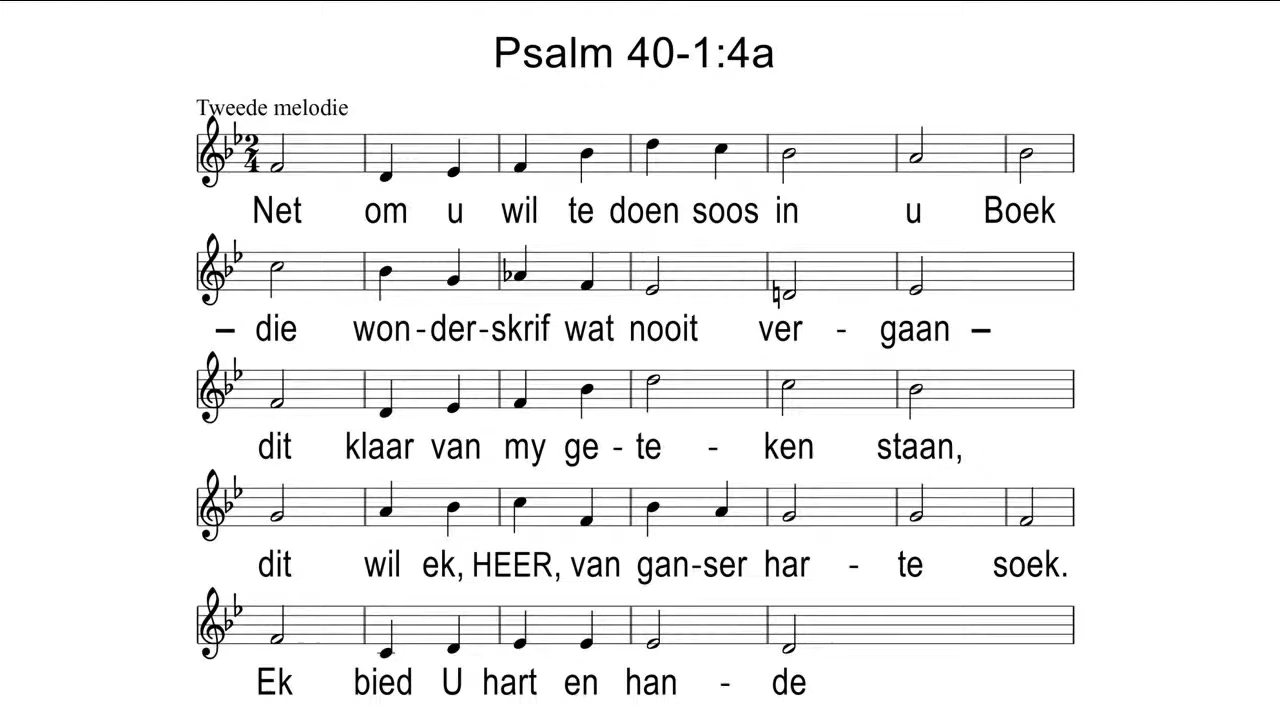 Psalm 40-1:4a
Tweede melodie
2
4
Net om u wil te doen soos in u Boek
– die won-der-skrif wat nooit ver - gaan –
dit klaar van my ge - te - ken staan,
dit wil ek, HEER, van gan-ser har - te soek.
Ek bied U hart en han - de